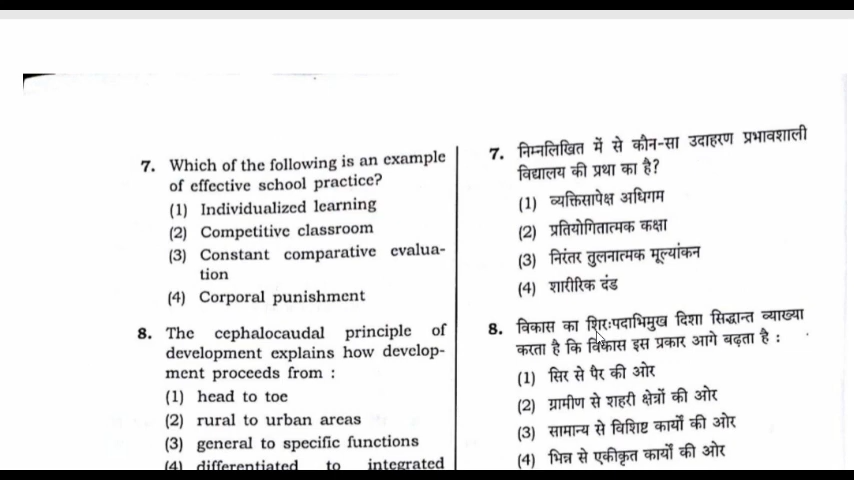 7. Which of the following is an example
of effective school practice?
(1) Individualized learning
(2) Competitive classroom
(3) Constant comparative evalua-
tion
(4) Corporal punishment
8. The cephalocaudal principle of
development explains how develop-
ment proceeds from :
(1) head to toe
(2) rural to urban areas
(3) general to specific functions
(4) differentiated to integrated
7. निम्नलिखित में से कौन-सा उदाहरण प्रभावशाली
विद्यालय की प्रथा का है?
(1) व्यक्तिसापेक्ष अधिगम
(2) प्रतियोगितात्मक कक्षा
(3) निरंतर तुलनात्मक मूल्यांकन
(4) शारीरिक दंड
8. विकास का शिरःपदाभिमुख दिशा सिद्धान्त व्याख्या
करता है कि विकास इस प्रकार आगे बढ़ता है :
(1) सिर से पैर की ओर
(2) ग्रामीण से शहरी क्षेत्रों की ओर
(3) सामान्य से विशिष्ट कार्यों की ओर
(4) भिन्न से एकीकृत कार्यों की ओर